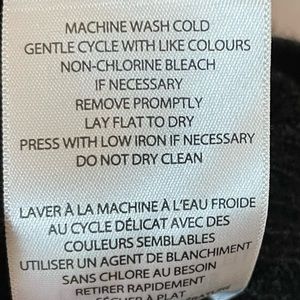 MACHINE WASH COLD
GENTLE CYCLE WITH LIKE COLOURS
NON-CHLORINE BLEACH
IF NECESSARY
REMOVE PROMPTLY
LAY FLAT TO DRY
PRESS WITH LOW IRON IF NECESSARY
DO NOT DRY CLEAN
LAVER À LA MACHINE À L'EAU FROIDE
AU CYCLE DÉLICAT AVEC DES
COULEURS SEMBLABLES
UTILISER UN AGENT DE BLANCHIMENT
SANS CHLORE AU BESOIN
RETIRER RAPIDEMENT
SÉCHER À PLAT